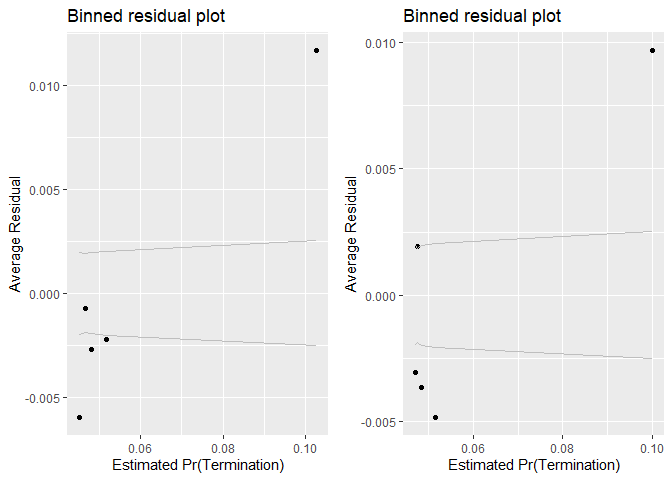 Binned residual plot
0.010
0.005
0.000
-0.005
Average Residual
0.06
0.08
0.10
Estimated Pr(Termination)
Binned residual plot
0.010
0.005
0.000
-0.005
Average Residual
0.06
0.08
0.10
Estimated Pr(Termination)